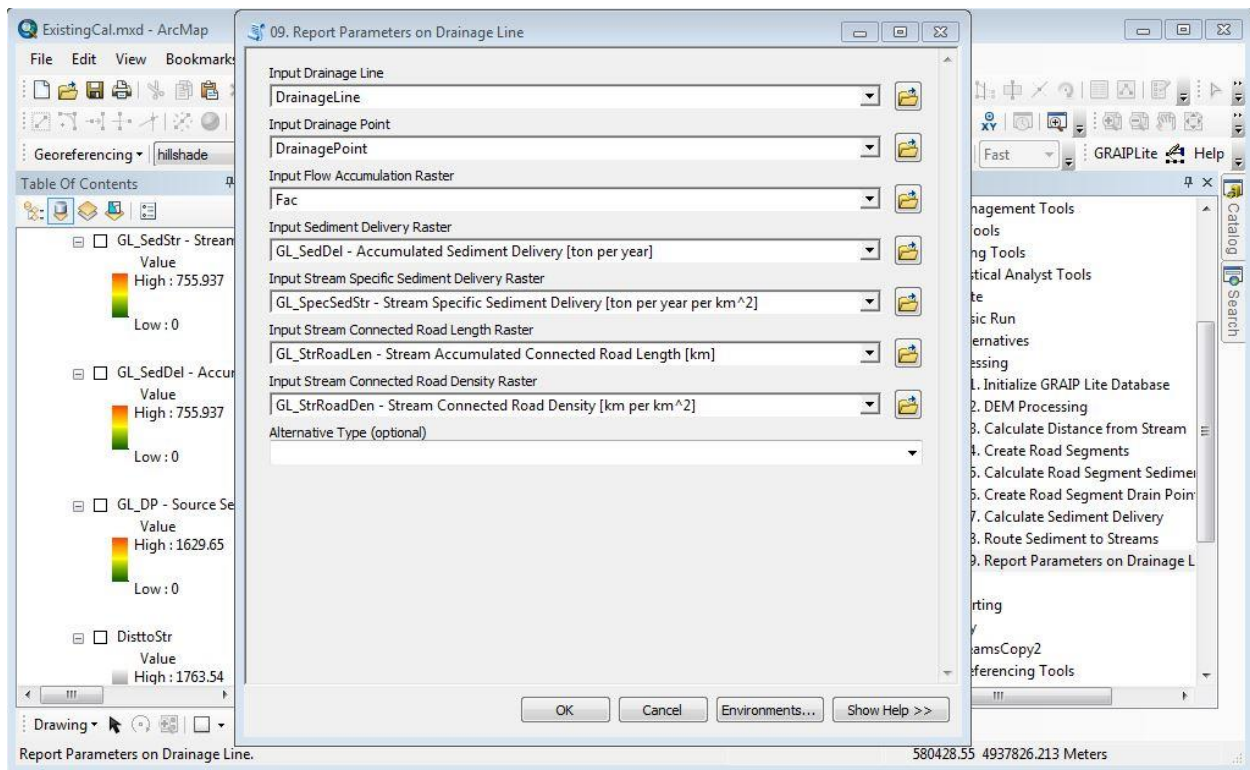 ExistingCal.mxd - ArcMap
File Edit View Bookmarks
Georeferencing hillshade
Table Of Contents
GL_SedStr - Stream
Value
High : 755.937
Low : 0
GL_SedDel - Accur
Value
High : 755.937
Low : 0
GL_DP - Source Se
Value
High : 1629.65
Low : 0
DisttoStr
Value
High : 1763.54
Drawing
Report Parameters on Drainage Line.
09. Report Parameters on Drainage Line
Input Drainage Line
DrainageLine
Input Drainage Point
DrainagePoint
Input Flow Accumulation Raster
Fac
Input Sediment Delivery Raster
GL_SedDel - Accumulated Sediment Delivery [ton per year]
Input Stream Specific Sediment Delivery Raster
GL_SpecSedStr - Stream Specific Sediment Delivery [ton per year per km^2]
Input Stream Connected Road Length Raster
GL_StrRoadLen - Stream Accumulated Connected Road Length [km]
Input Stream Connected Road Density Raster
GL_StrRoadDen - Stream Connected Road Density [km per km^2]
Alternative Type (optional)
OK Cancel Environments... Show Help >>
XY
Fast GRAIPLite Help
Catalog
Search
nagement Tools
ools
ng Tools
stical Analyst Tools
te
sic Run
ernatives
essing
1. Initialize GRAIP Lite Database
2. DEM Processing
3. Calculate Distance from Stream
4. Create Road Segments
5. Calculate Road Segment Sedimer
6. Create Road Segment Drain Poin
7. Calculate Sediment Delivery
8. Route Sediment to Streams
9. Report Parameters on Drainage L
rting
y
amsCopy2
eferencing Tools
580428.55 4937826.213 Meters